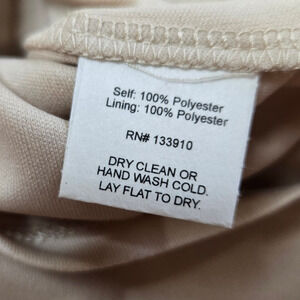 Self: 100% Polyester
Lining: 100% Polyester
RN# 133910
DRY CLEAN OR
HAND WASH COLD.
LAY FLAT TO DRY.